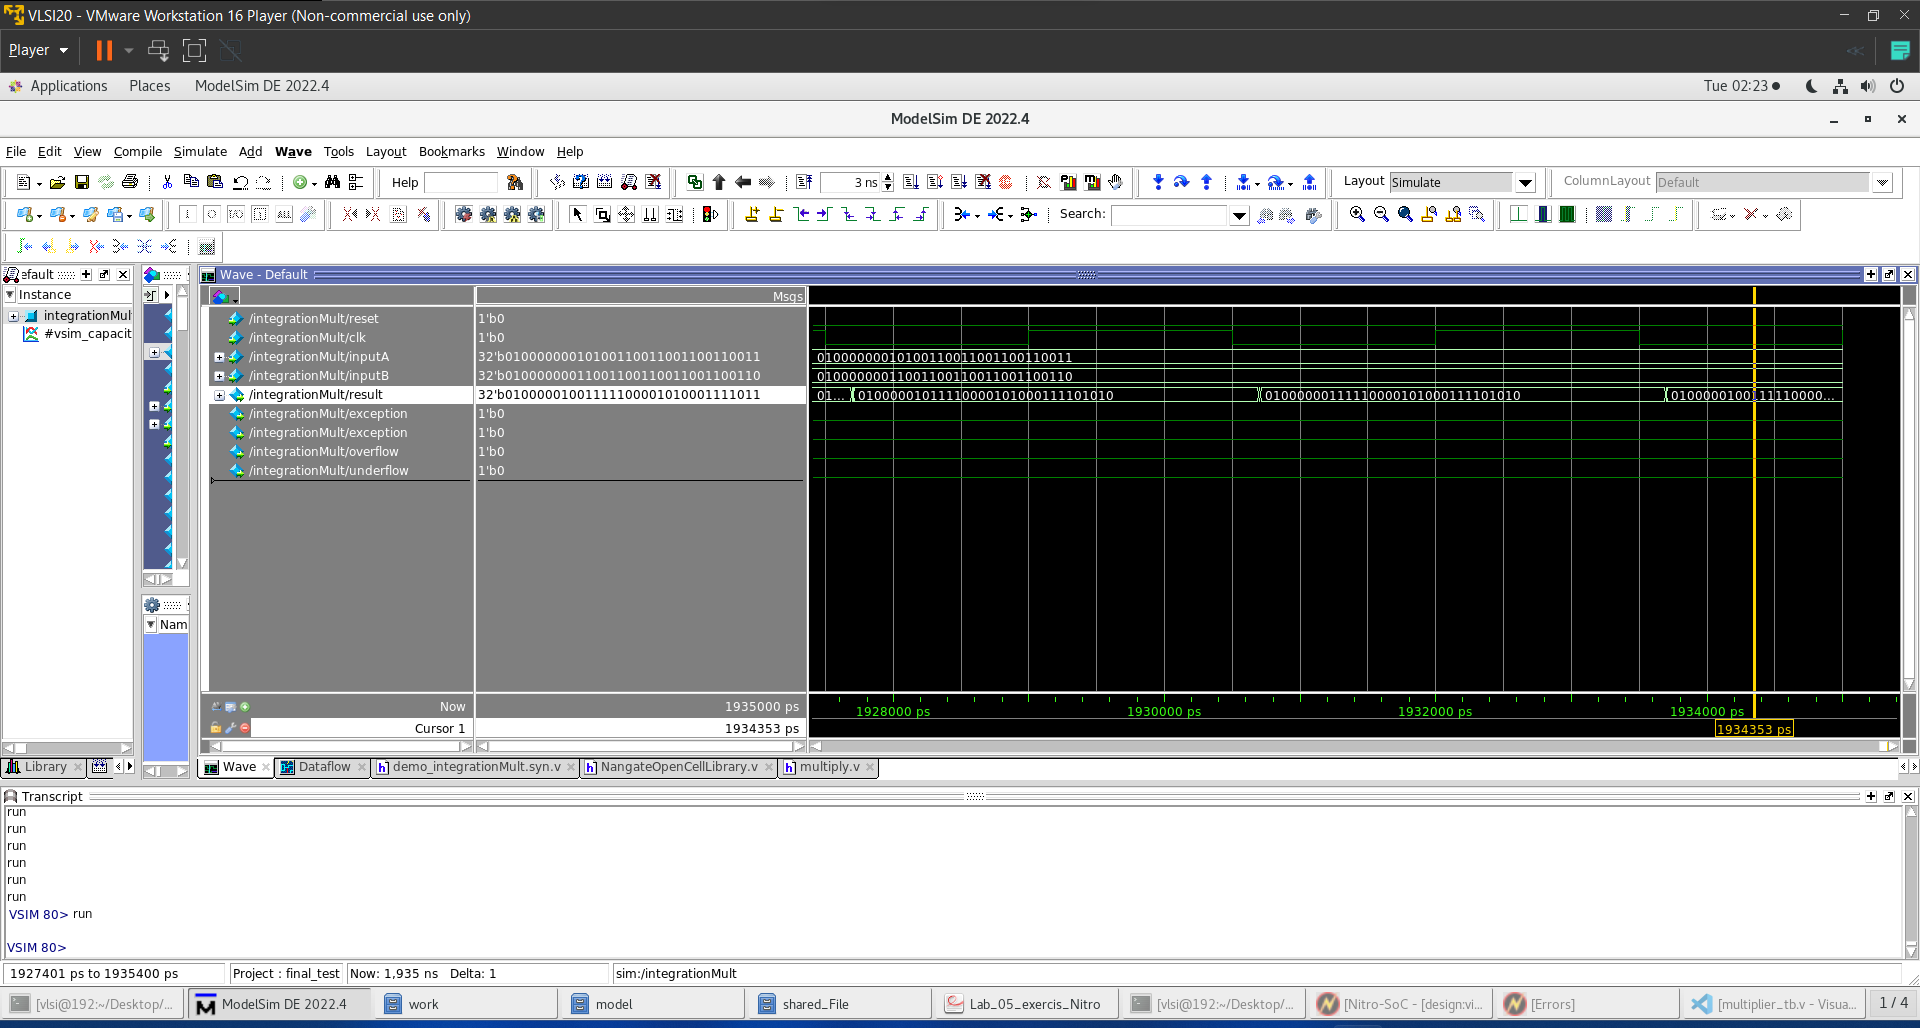 VLSI20 - VMware Workstation 16 Player (Non-commercial use only)
Player
Applications Places ModelSim DE 2022.4 Tue 02:23
ModelSim DE 2022.4
File Edit View Compile Simulate Add Wave Tools Layout Bookmarks Window Help
Help 3 ns Layout Simulate ColumnLayout Default
Search:
efault Wave - Default
Instance Msgs
integrationMul
#vsim_capacit
/integrationMult/reset 1'b0
/integrationMult/clk 1'b0
/integrationMult/inputA 32'b01000000010100110011001100110011 01000000010100110011001100110011
/integrationMult/inputB 32'b01000000011001100110011001100110 01000000011001100110011001100110
/integrationMult/result 32'b01000001001111100001010001111011 01... 01000001011110000101000111101010 01000000111110000101000111101010 010000010011111 0000...
/integrationMult/exception 1'b0
/integrationMult/exception 1'b0
/integrationMult/overflow 1'b0
/integrationMult/underflow 1'b0
Nam
Now 1935000 ps 1928000 ps 1930000 ps 1932000 ps 1934000 ps
Cursor 1 1934353 ps 1934353 ps
Library Wave Dataflow demo_integrationMult.syn.v NangateOpenCellLibrary.v multiply.v
Transcript
run
run
run
run
run
run
VSIM 80> run
VSIM 80>
1927401 ps to 1935400 ps Project : final_test Now: 1,935 ns Delta: 1 sim:/integrationMult
[vlsi@192:~/Desktop/... ModelSim DE 2022.4 work model shared_File Lab_05_exercis_Nitro [vlsi@192:~/Desktop/... [Nitro-SoC - [design:vi... [Errors] [multiplier_tb.v - Visua... 1 / 4